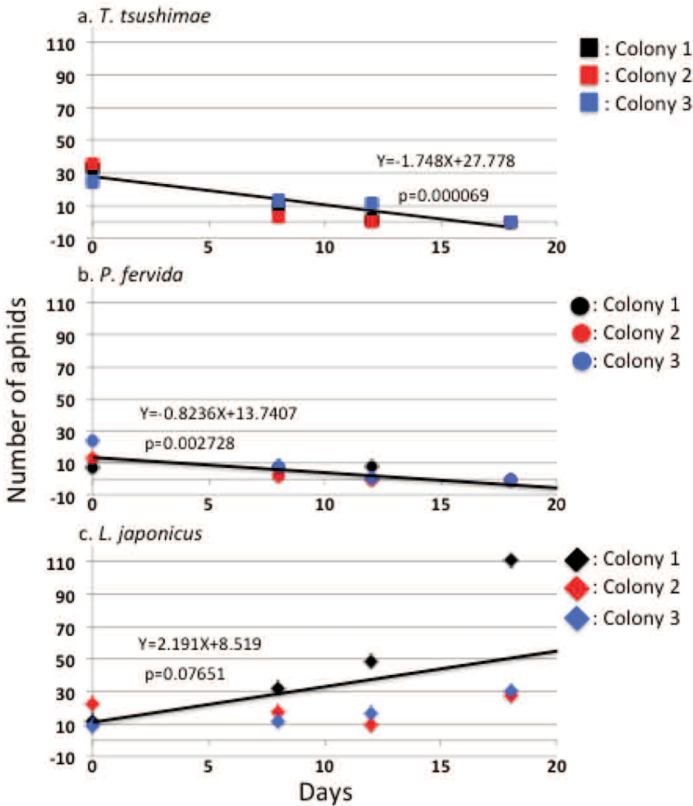 a. T. tsushimae
110
90
70
50
30
10
-10
0 5 10 15 20
Y=-1.748X+27.778
p=0.000069
: Colony 1
: Colony 2
: Colony 3
b. P. fervida
110
90
70
50
30
10
-10
0 5 10 15 20
Y=-0.8236X+13.7407
p=0.002728
: Colony 1
: Colony 2
: Colony 3
Number of aphids
c. L. japonicus
110
90
70
50
30
10
-10
0 5 10 15 20
Y=2.191X+8.519
p=0.07651
: Colony 1
: Colony 2
: Colony 3
Days